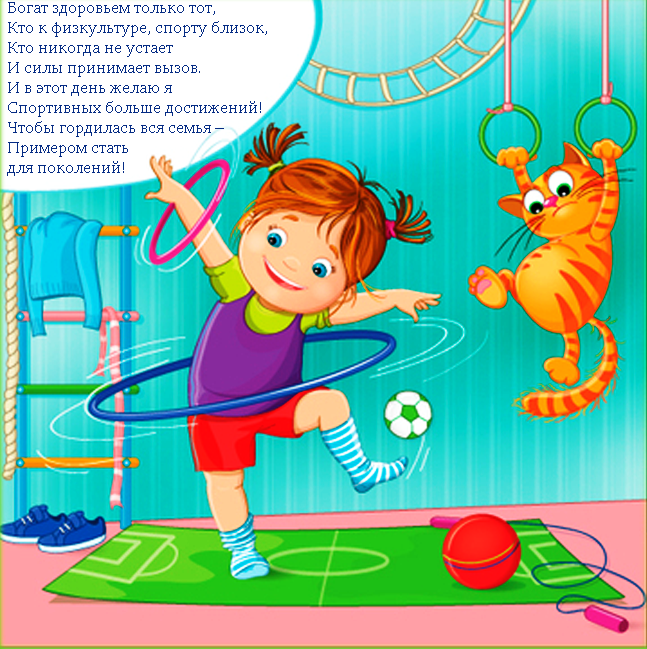 Богат здоровьем только тот,
Кто к физкультуре, спорту близок,
Кто никогда не устает
И силы принимает вызов.
И в этот день желаю я
Спортивных больше достижений!
Чтобы гордилась вся семья –
Примером стать
для поколений!